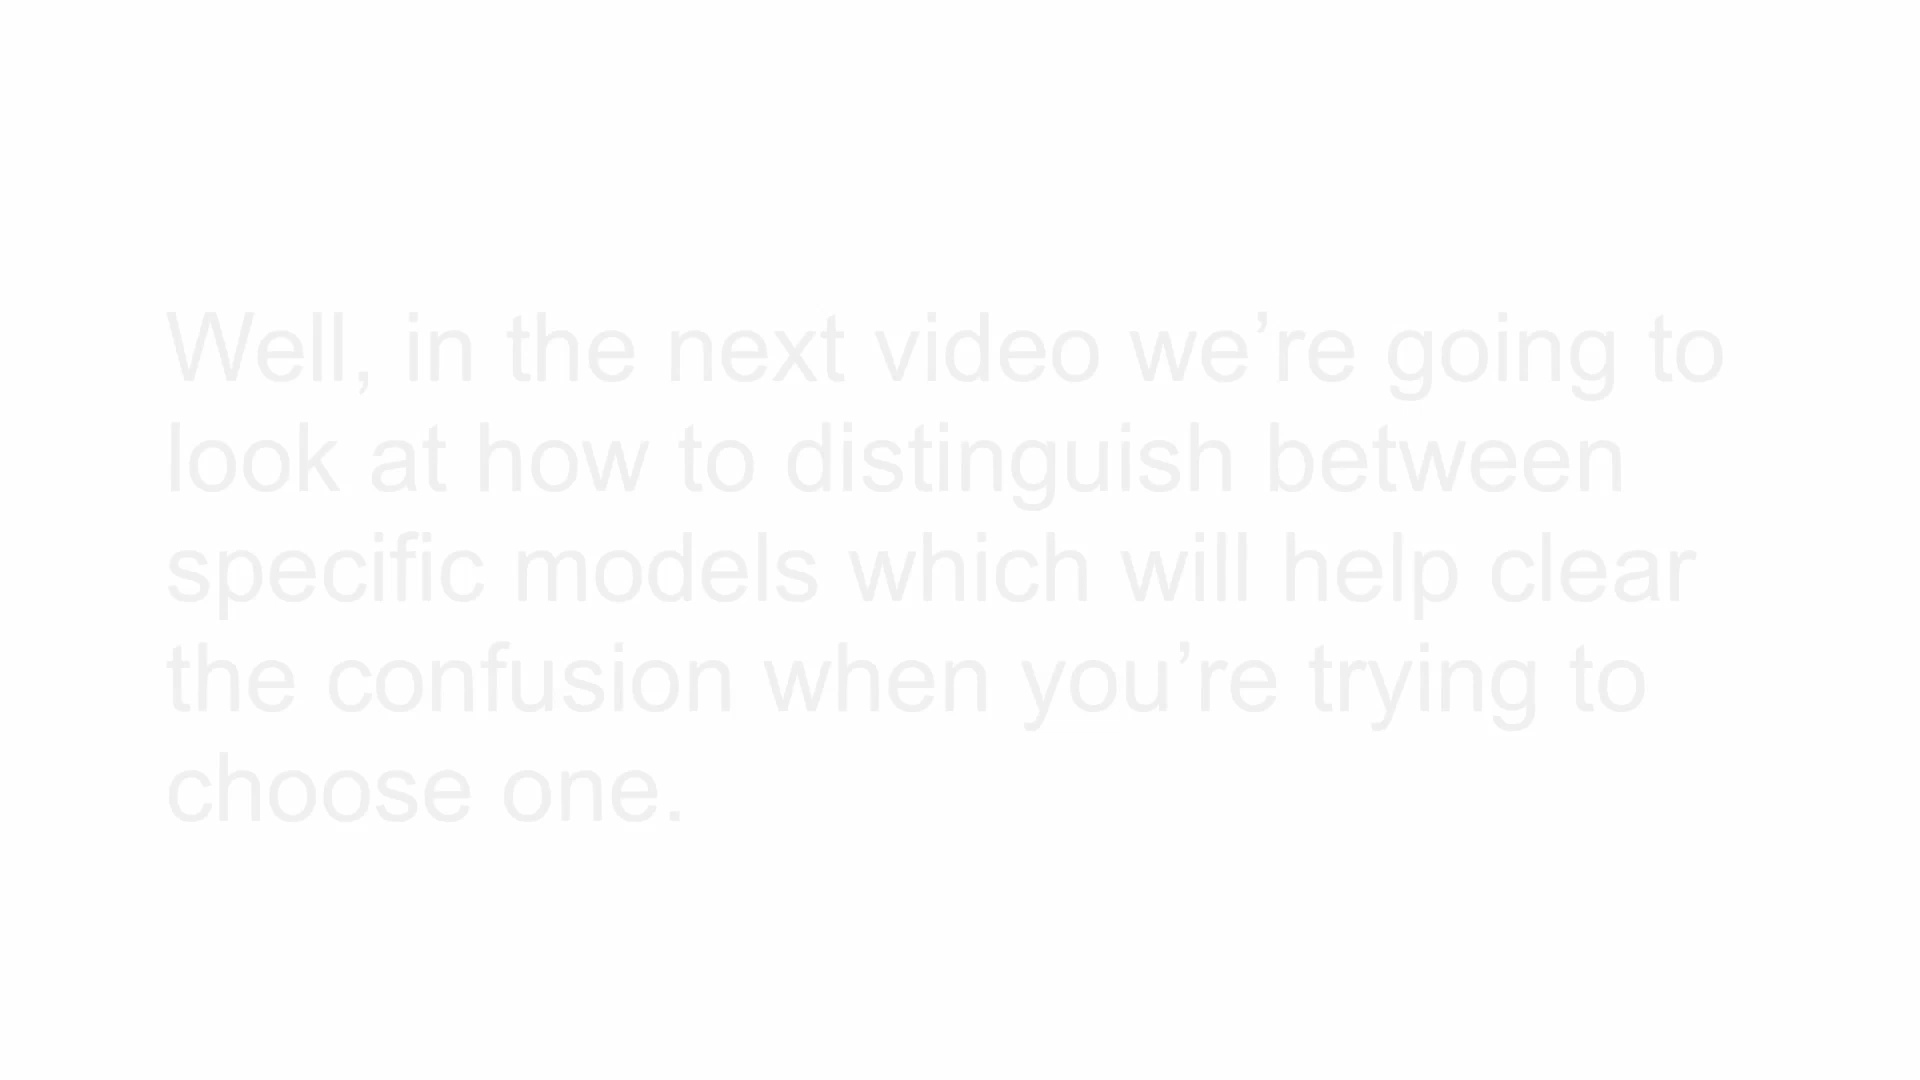 Well, in the next video we’re going to
look at how to distinguish between
specific models which will help clear
the confusion when you’re trying to
choose one.